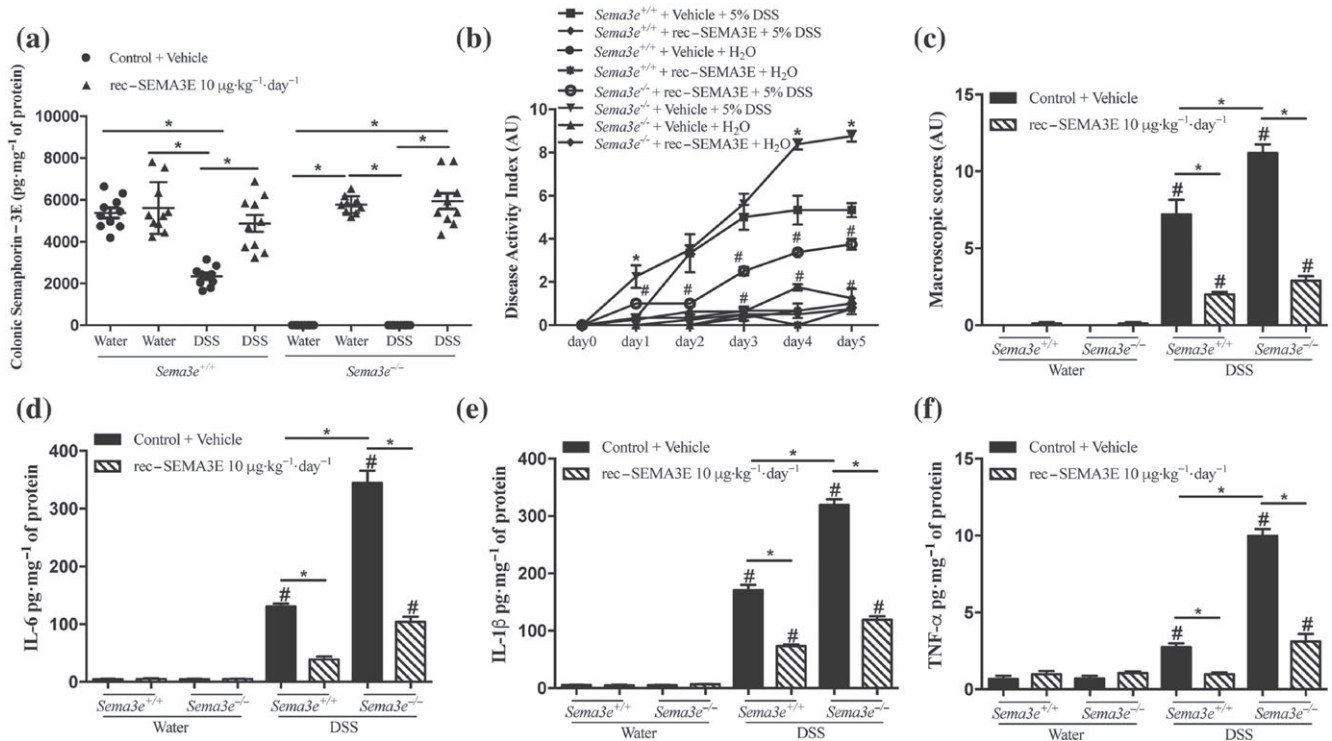 (a)
Control + Vehicle
rec−SEMA3E 10 μg·kg⁻¹·day⁻¹
Colonic Semaphorin−3E (pg·mg⁻¹ of protein)
10000
8000
6000
4000
2000
0
* * * * * * * *
Water Water DSS DSS Water Water DSS DSS
Sema3e⁺/⁺ Sema3e⁻/⁻
(b)
Sema3e⁺/⁺ + Vehicle + 5% DSS
Sema3e⁺/⁺ + rec−SEMA3E + 5% DSS
Sema3e⁺/⁺ + Vehicle + H₂O
Sema3e⁺/⁺ + rec−SEMA3E + H₂O
Sema3e⁻/⁻ + rec−SEMA3E + 5% DSS
Sema3e⁻/⁻ + Vehicle + 5% DSS
Sema3e⁻/⁻ + Vehicle + H₂O
Sema3e⁻/⁻ + rec−SEMA3E + H₂O
Disease Activity Index (AU)
10
8
6
4
2
0
* * *
# # # # #
# # #
day0 day1 day2 day3 day4 day5
(c)
Control + Vehicle
rec−SEMA3E 10 μg·kg⁻¹·day⁻¹
Macroscopic scores (AU)
15
10
5
0
* * *
# # # #
Sema3e⁺/⁺ Sema3e⁻/⁻ Sema3e⁺/⁺ Sema3e⁻/⁻
Water DSS
(d)
Control + Vehicle
rec−SEMA3E 10 μg·kg⁻¹·day⁻¹
IL-6 pg·mg⁻¹ of protein
400
300
200
100
0
* * *
# # #
Sema3e⁺/⁺ Sema3e⁻/⁻ Sema3e⁺/⁺ Sema3e⁻/⁻
Water DSS
(e)
Control + Vehicle
rec−SEMA3E 10 μg·kg⁻¹·day⁻¹
IL-1β pg·mg⁻¹ of protein
400
300
200
100
0
* * *
# # # #
Sema3e⁺/⁺ Sema3e⁻/⁻ Sema3e⁺/⁺ Sema3e⁻/⁻
Water DSS
(f)
Control + Vehicle
rec−SEMA3E 10 μg·kg⁻¹·day⁻¹
TNF-α pg·mg⁻¹ of protein
15
10
5
0
* * *
# # #
Sema3e⁺/⁺ Sema3e⁻/⁻ Sema3e⁺/⁺ Sema3e⁻/⁻
Water DSS